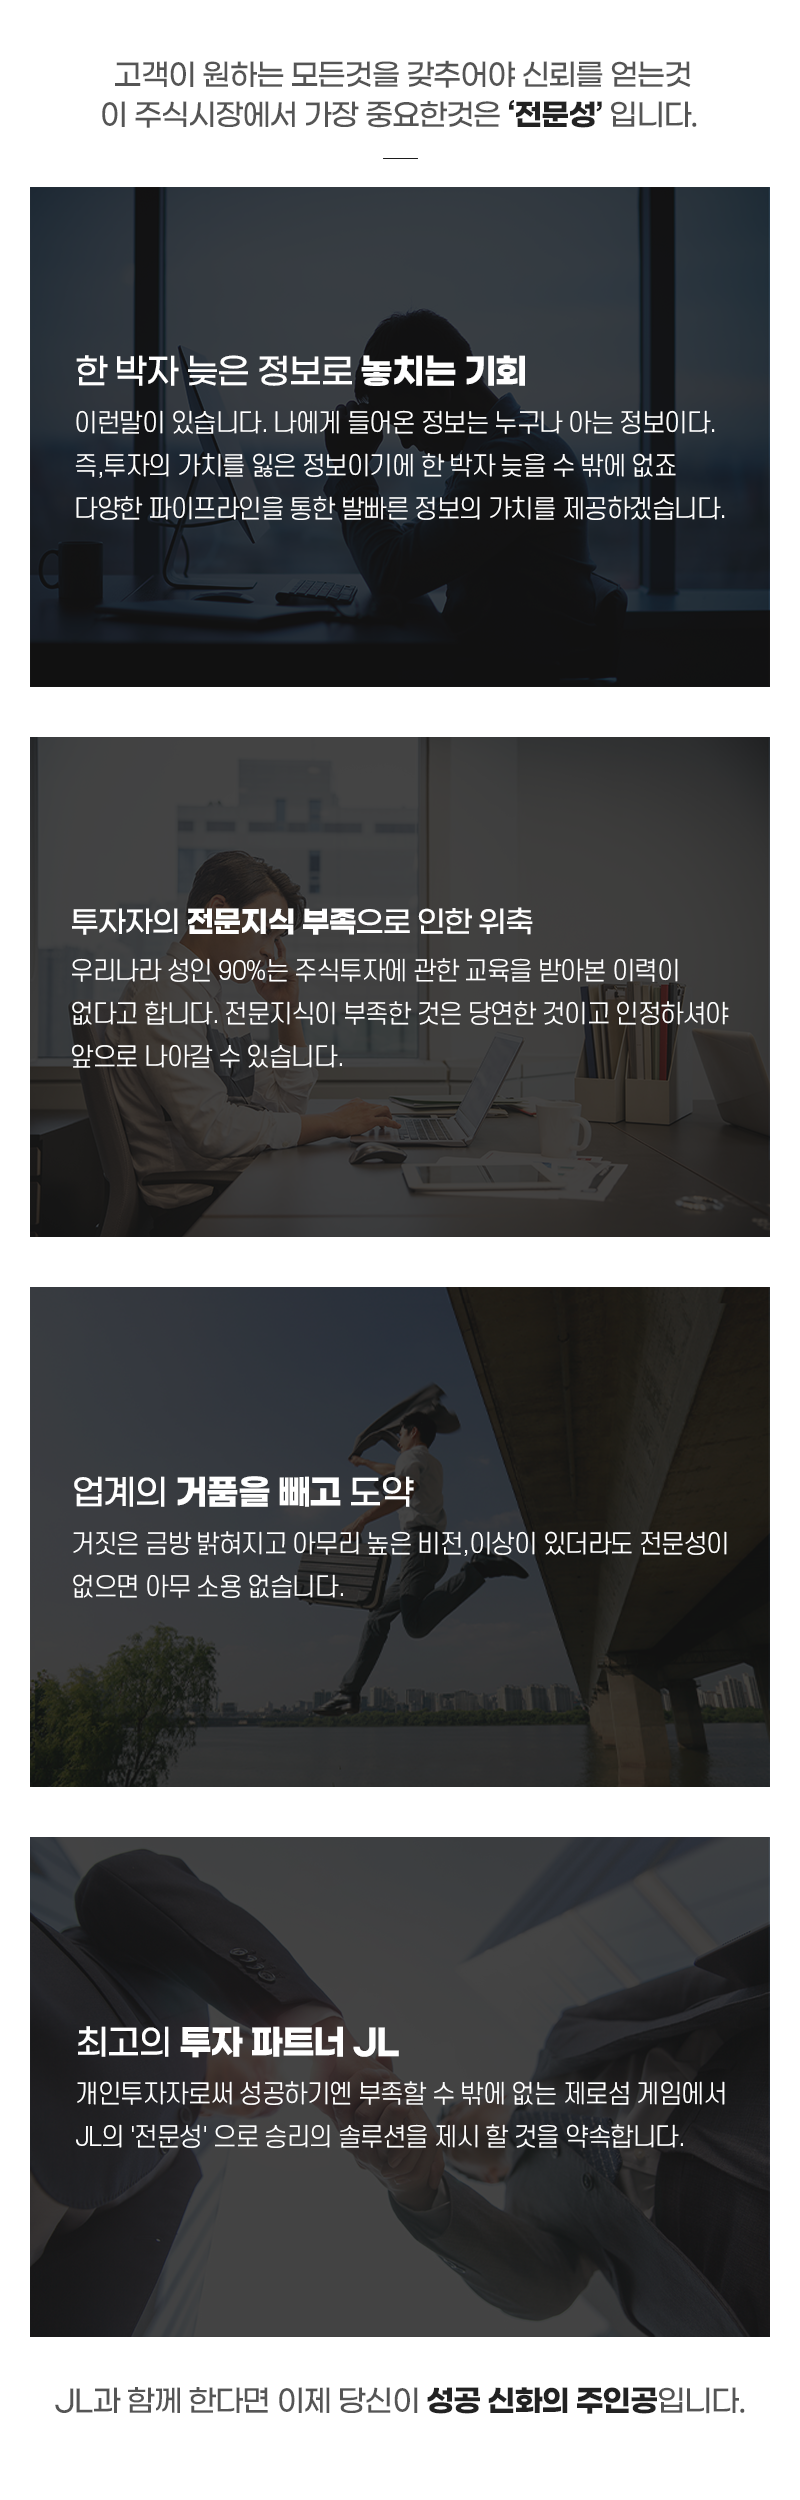 고객이 원하는 모든것을 갖추어야 신뢰를 얻는것
이 주식시장에서 가장 중요한것은 ‘전문성’ 입니다.
한 박자 늦은 정보로 놓치는 기회
이런말이 있습니다. 나에게 들어온 정보는 누구나 아는 정보이다.
즉,투자의 가치를 잃은 정보이기에 한 박자 늦을 수 밖에 없죠
다양한 파이프라인을 통한 발빠른 정보의 가치를 제공하겠습니다.
투자자의 전문지식 부족으로 인한 위축
우리나라 성인 90%는 주식투자에 관한 교육을 받아본 이력이
없다고 합니다. 전문지식이 부족한 것은 당연한 것이고 인정하셔야
앞으로 나아갈 수 있습니다.
업계의 거품을 빼고 도약
거짓은 금방 밝혀지고 아무리 높은 비전,이상이 있더라도 전문성이
없으면 아무 소용 없습니다.
최고의 투자 파트너 JL
개인투자자로써 성공하기엔 부족할 수 밖에 없는 제로섬 게임에서
JL의 '전문성' 으로 승리의 솔루션을 제시 할 것을 약속합니다.
JL과 함께 한다면 이제 당신이 성공 신화의 주인공입니다.